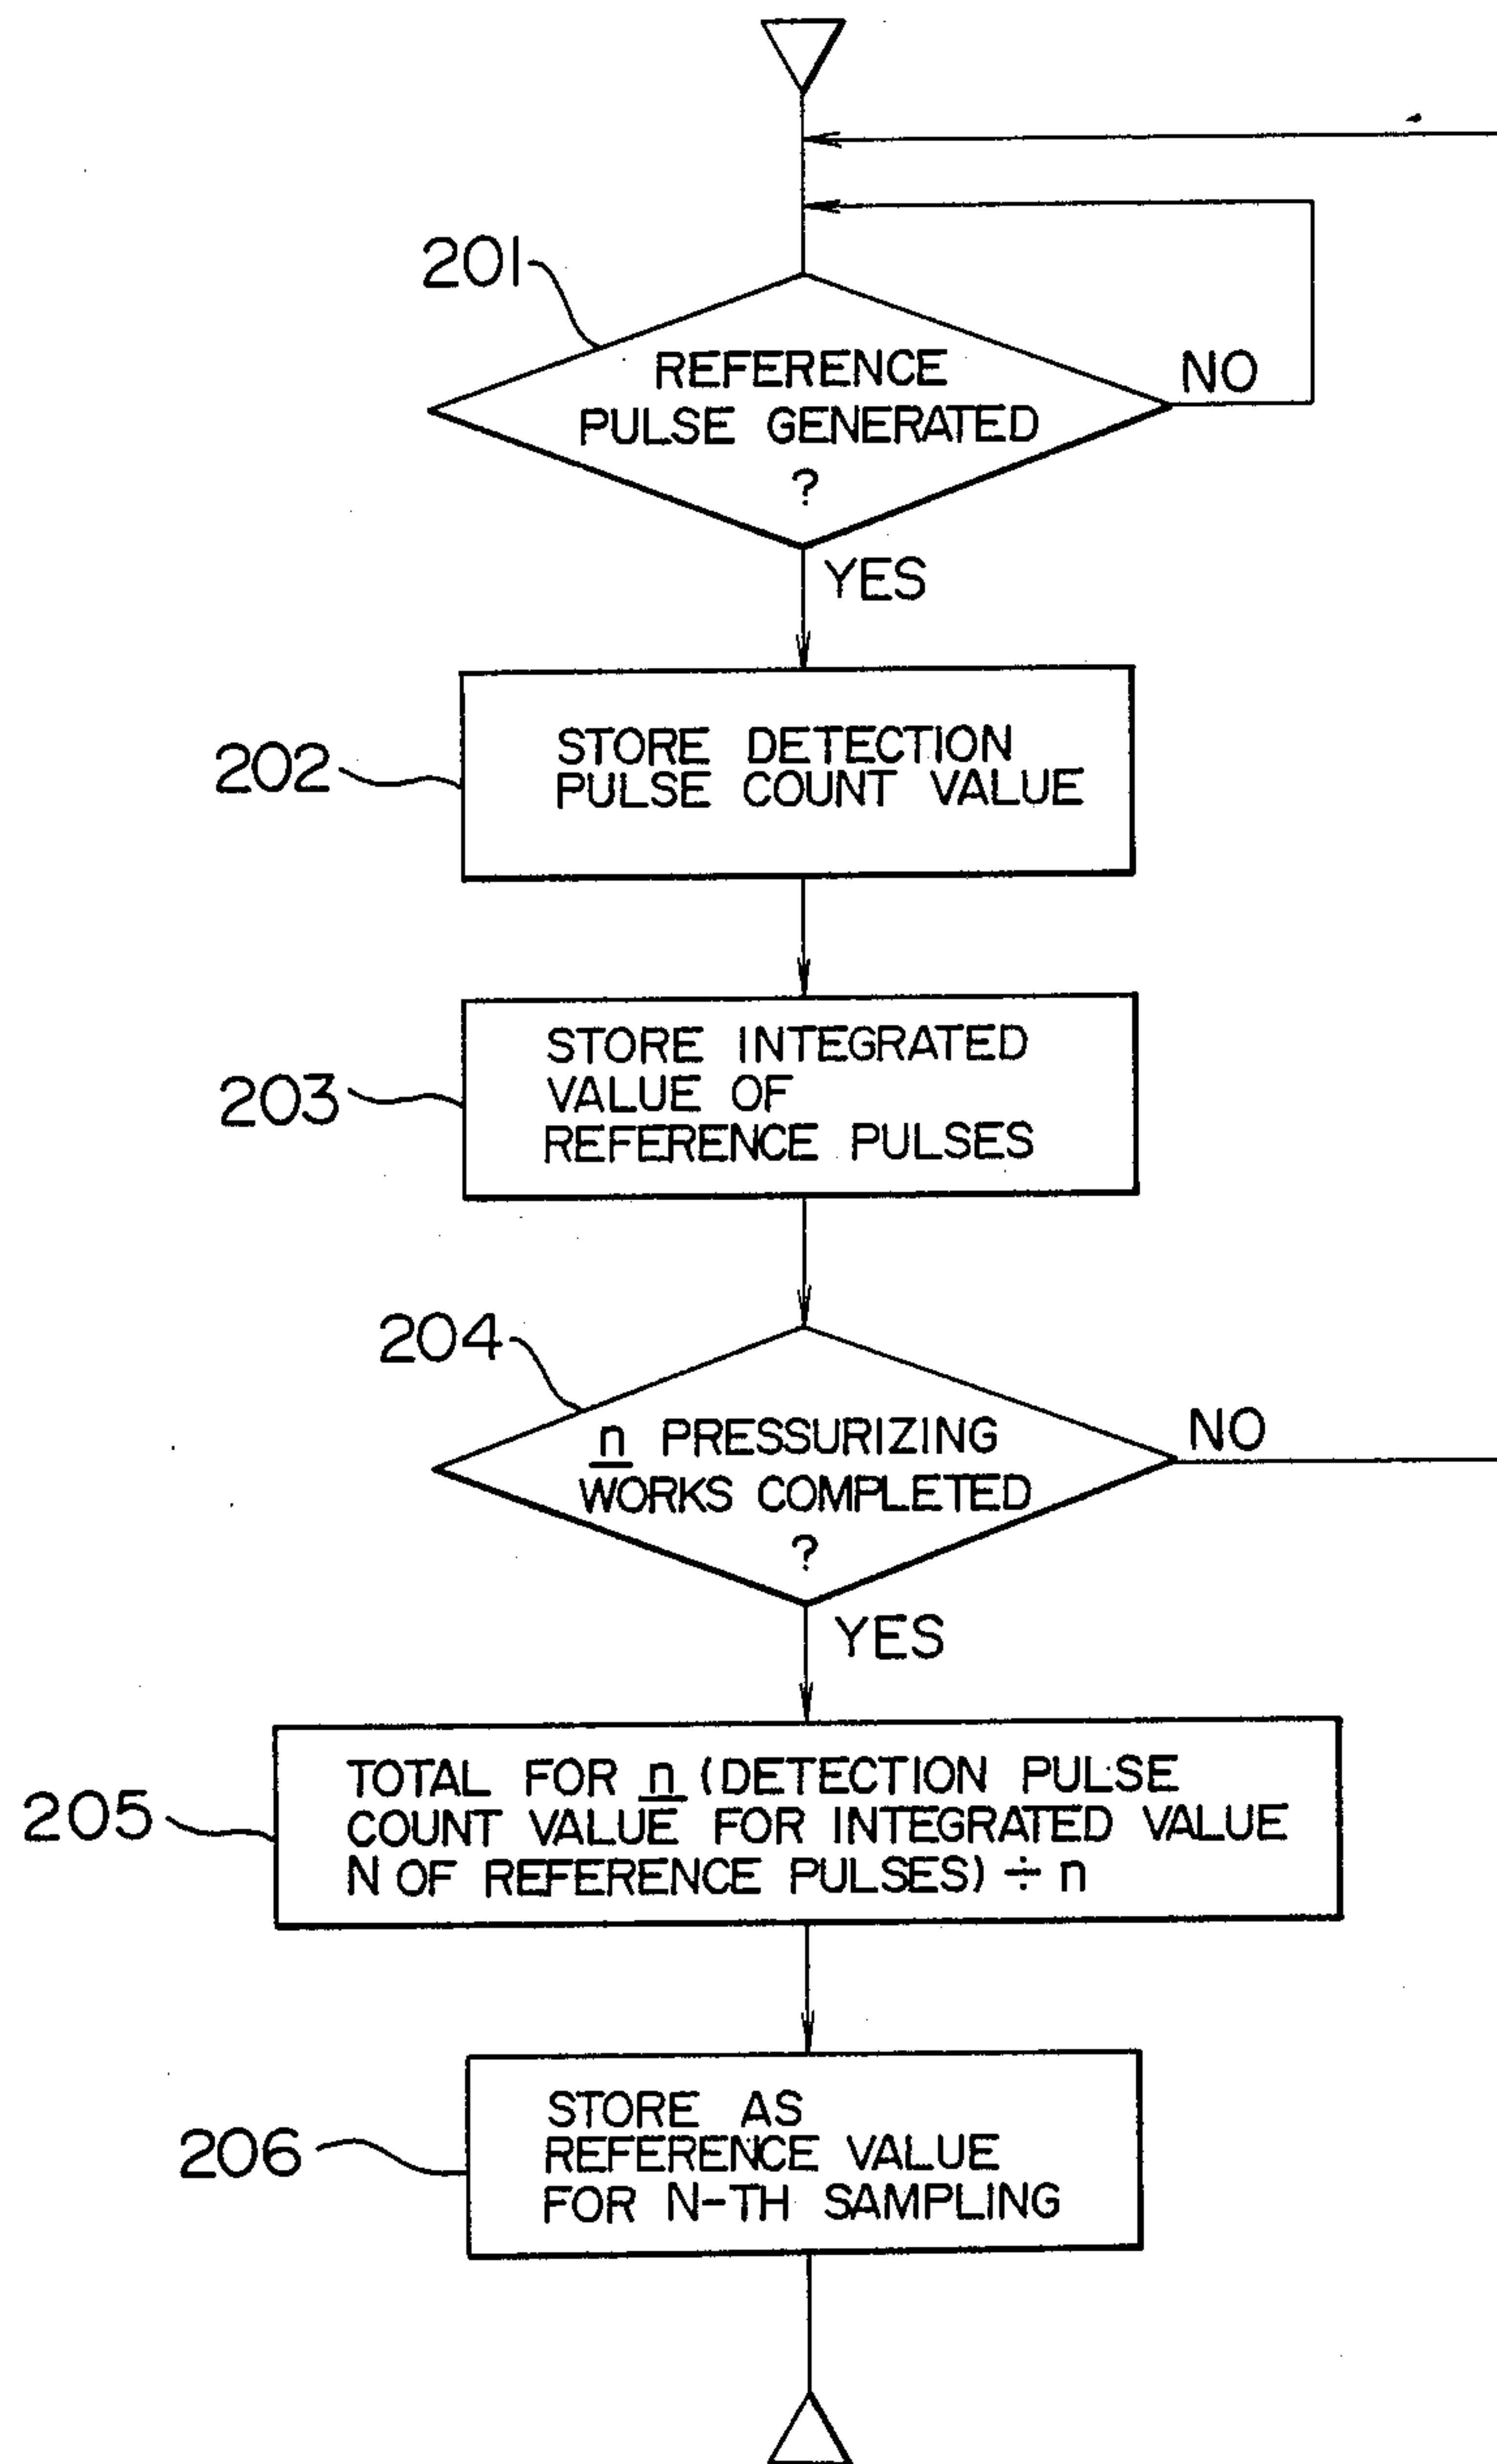 201
REFERENCE
PULSE GENERATED
?
NO
YES
202
STORE DETECTION
PULSE COUNT VALUE
203
STORE INTEGRATED
VALUE OF
REFERENCE PULSES
204
n PRESSURIZING
WORKS COMPLETED
?
NO
YES
205
TOTAL FOR n (DETECTION PULSE
COUNT VALUE FOR INTEGRATED VALUE
N OF REFERENCE PULSES) ÷ n
206
STORE AS
REFERENCE VALUE
FOR N-TH SAMPLING